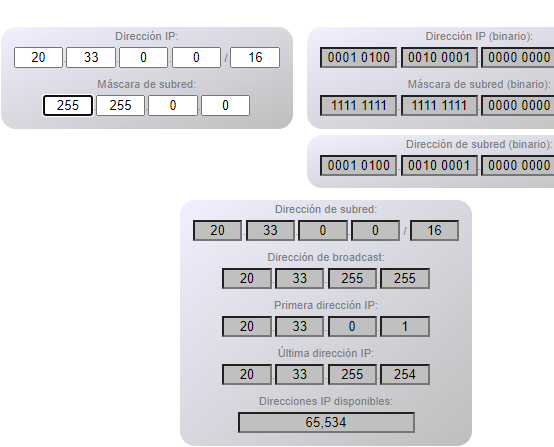 Dirección IP:
20 . 33 . 0 . 0 / 16
Máscara de subred:
255 . 255 . 0 . 0
Dirección IP (binario):
0001 0100 . 0010 0001 . 0000 0000
Máscara de subred (binario):
1111 1111 . 1111 1111 . 0000 0000
Dirección de subred (binario):
0001 0100 . 0010 0001 . 0000 0000
Dirección de subred:
20 . 33 . 0 . 0 / 16
Dirección de broadcast:
20 . 33 . 255 . 255
Primera dirección IP:
20 . 33 . 0 . 1
Última dirección IP:
20 . 33 . 255 . 254
Direcciones IP disponibles:
65,534